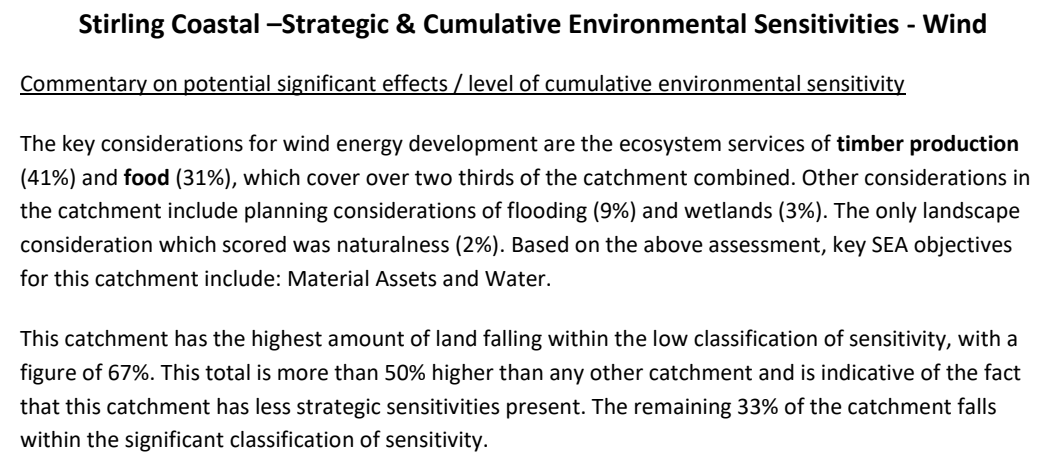 Stirling Coastal –Strategic & Cumulative Environmental Sensitivities - Wind
Commentary on potential significant effects / level of cumulative environmental sensitivity
The key considerations for wind energy development are the ecosystem services of timber production
(41%) and food (31%), which cover over two thirds of the catchment combined. Other considerations in
the catchment include planning considerations of flooding (9%) and wetlands (3%). The only landscape
consideration which scored was naturalness (2%). Based on the above assessment, key SEA objectives
for this catchment include: Material Assets and Water.
This catchment has the highest amount of land falling within the low classification of sensitivity, with a
figure of 67%. This total is more than 50% higher than any other catchment and is indicative of the fact
that this catchment has less strategic sensitivities present. The remaining 33% of the catchment falls
within the significant classification of sensitivity.